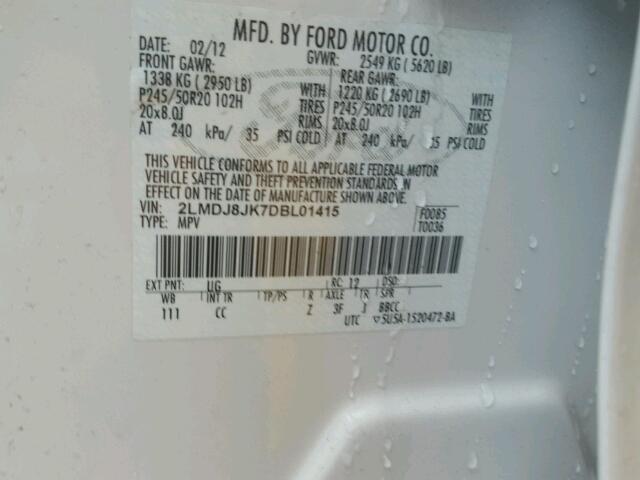 MFD. BY FORD MOTOR CO.
DATE: 02/12 GVWR: 2549 KG (5620 LB)
FRONT GAWR: REAR GAWR:
1338 KG (2950 LB) 1220 KG (2690 LB)
P245/50R20 102H WITH TIRES P245/50R20 102H WITH TIRES
20x8.0J RIMS 20x8.0J RIMS
AT 240 kPa/ 35 PSI COLD AT 240 kPa/ 35 PSI COLD
THIS VEHICLE CONFORMS TO ALL APPLICABLE FEDERAL MOTOR
VEHICLE SAFETY AND THEFT PREVENTION STANDARDS IN
EFFECT ON THE DATE OF MANUFACTURE SHOWN ABOVE.
VIN: 2LMDJ8JK7DBL01415 F0085
TYPE: MPV T0036
EXT PNT: UG RC: 12 DSO:
WB INT TR TP/PS R AXLE TR SPR
111 CC Z 3F J BBCC
UTC 5U5A-1520472-BA